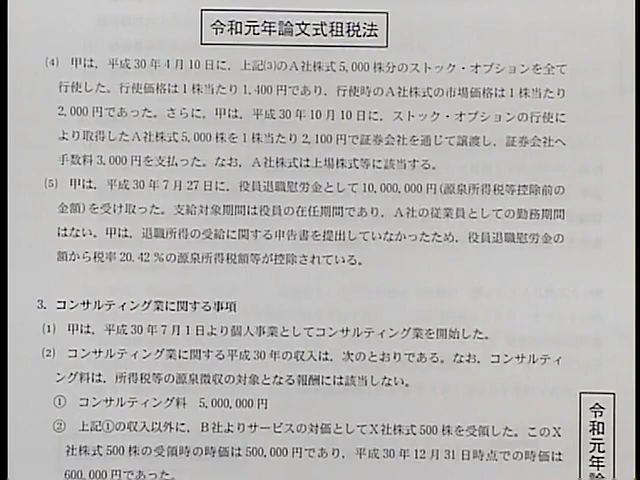 令和元年論文式租税法
(4) 甲は，平成30年4月10日に，上記(3)のA社株式5,000株分のストック・オプションを全て
行使した。行使価格は1株当たり1,400円であり，行使時のA社株式の市場価格は1株当たり
2,000円であった。さらに，甲は，平成30年10月10日に，ストック・オプションの行使に
より取得したA社株式5,000株を1株当たり2,100円で証券会社を通じて譲渡し，証券会社へ
手数料3,000円を支払った。なお，A社株式は上場株式等に該当する。
(5) 甲は，平成30年7月27日に，役員退職慰労金として10,000,000円(源泉所得税等控除前の
金額)を受け取った。支給対象期間は役員の在任期間であり，A社の従業員としての勤務期間
はない。甲は，退職所得の受給に関する申告書を提出していなかったため，役員退職慰労金の
額から税率20.42%の源泉所得税額等が控除されている。
3. コンサルティング業に関する事項
(1) 甲は，平成30年7月1日より個人事業としてコンサルティング業を開始した。
(2) コンサルティング業に関する平成30年の収入は，次のとおりである。なお，コンサルティ
ング料は，所得税等の源泉徴収の対象となる報酬には該当しない。
① コンサルティング料 5,000,000円
② 上記①の収入以外に，B社よりサービスの対価としてX社株式500株を受領した。このX
社株式500株の受領時の時価は500,000円であり，平成30年12月31日時点での時価は
600,000円であった。
令和元年論